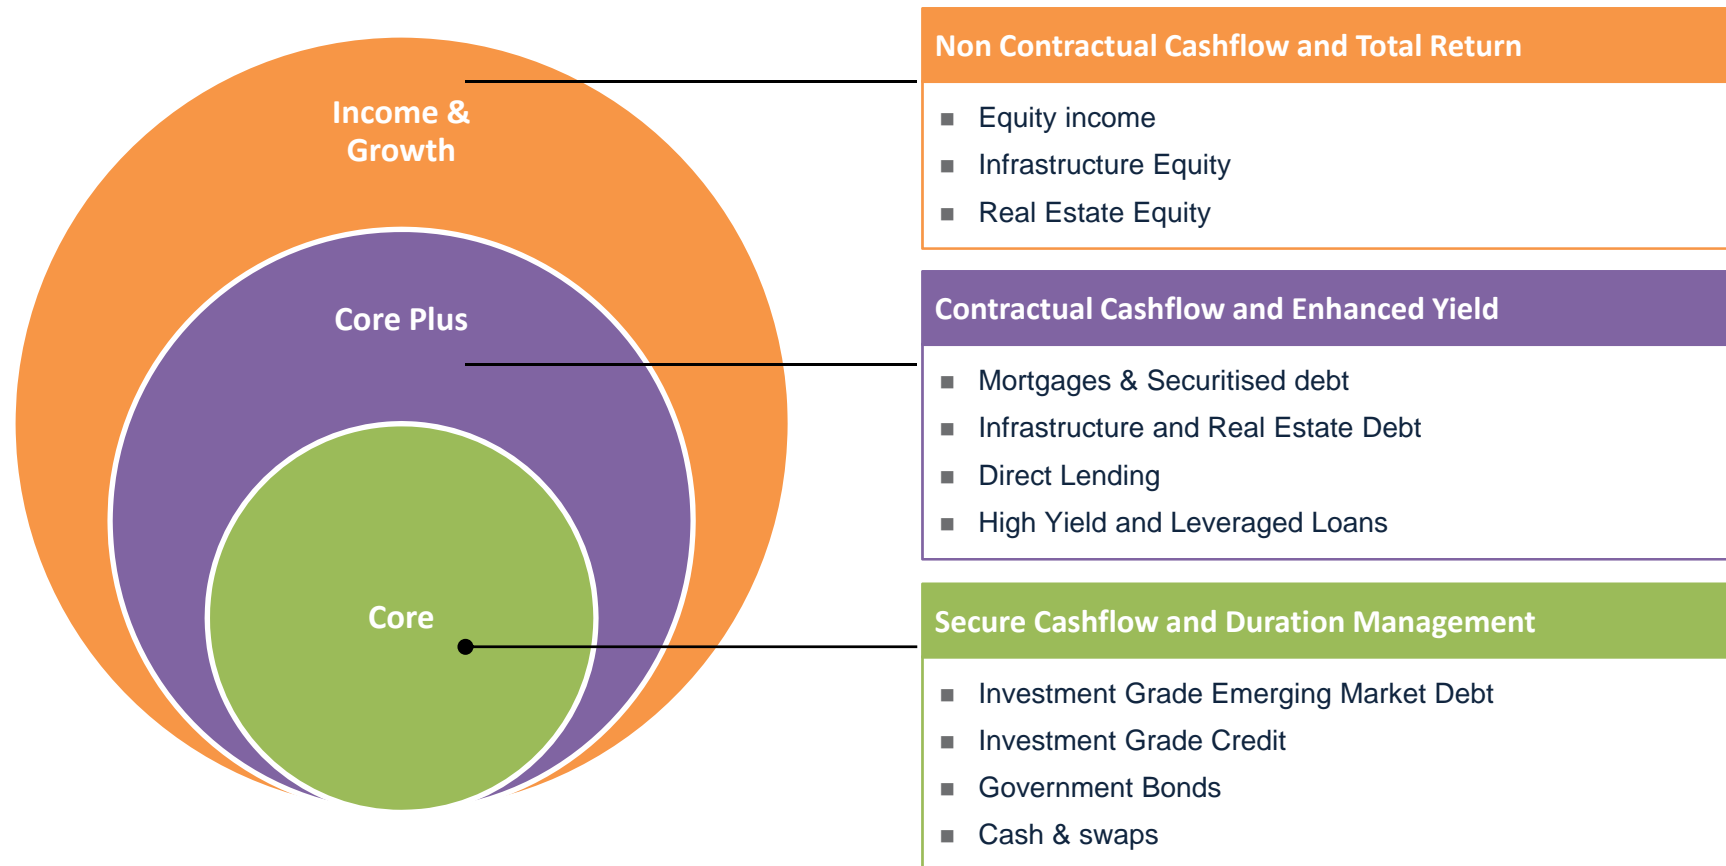 Income &
Growth
Core Plus
Core
Non Contractual Cashflow and Total Return
Equity income
Infrastructure Equity
Real Estate Equity
Contractual Cashflow and Enhanced Yield
Mortgages & Securitised debt
Infrastructure and Real Estate Debt
Direct Lending
High Yield and Leveraged Loans
Secure Cashflow and Duration Management
Investment Grade Emerging Market Debt
Investment Grade Credit
Government Bonds
Cash & swaps